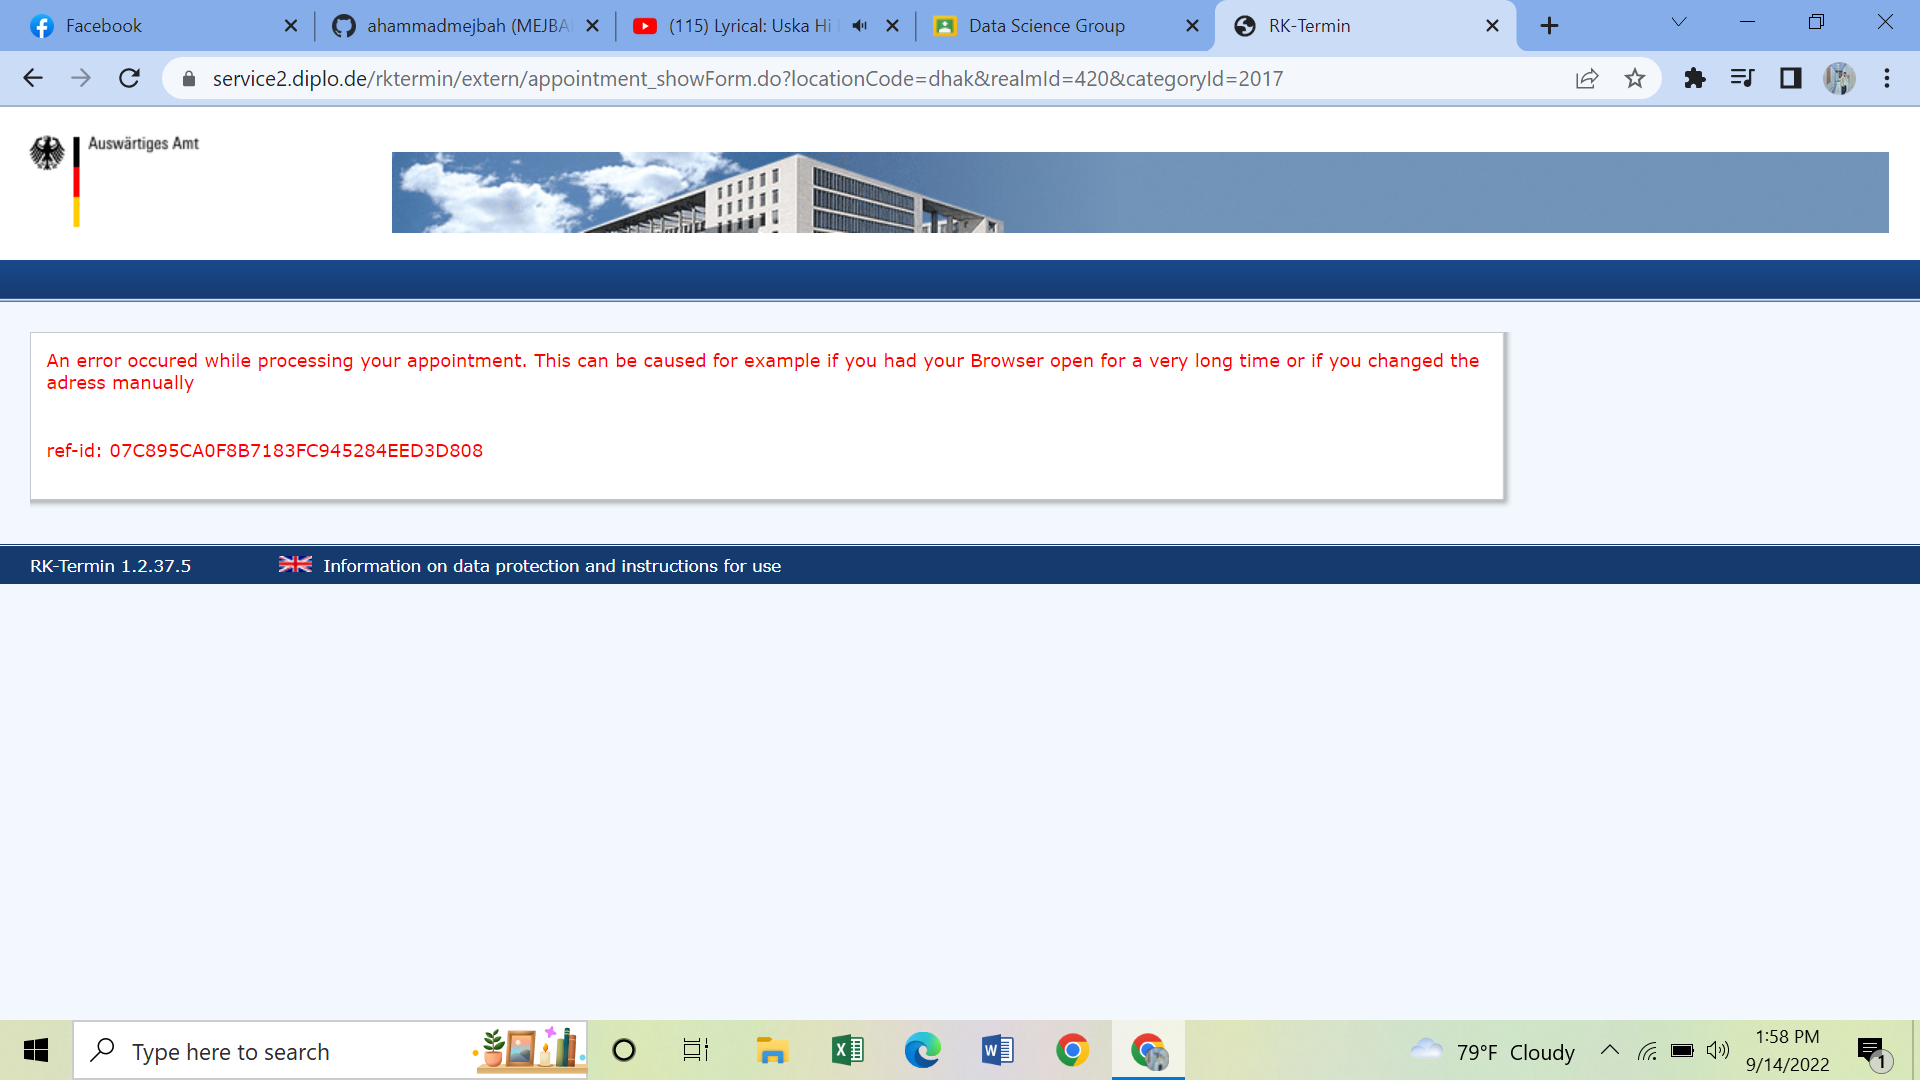 Facebook
ahammadmejbah (MEJBA
(115) Lyrical: Uska Hi
Data Science Group
RK-Termin
service2.diplo.de/rktermin/extern/appointment_showForm.do?locationCode=dhak&realmId=420&categoryId=2017
Auswärtiges Amt
An error occured while processing your appointment. This can be caused for example if you had your Browser open for a very long time or if you changed the
adress manually
ref-id: 07C895CA0F8B7183FC945284EED3D808
RK-Termin 1.2.37.5
Information on data protection and instructions for use
Type here to search
79°F Cloudy
1:58 PM
9/14/2022
1